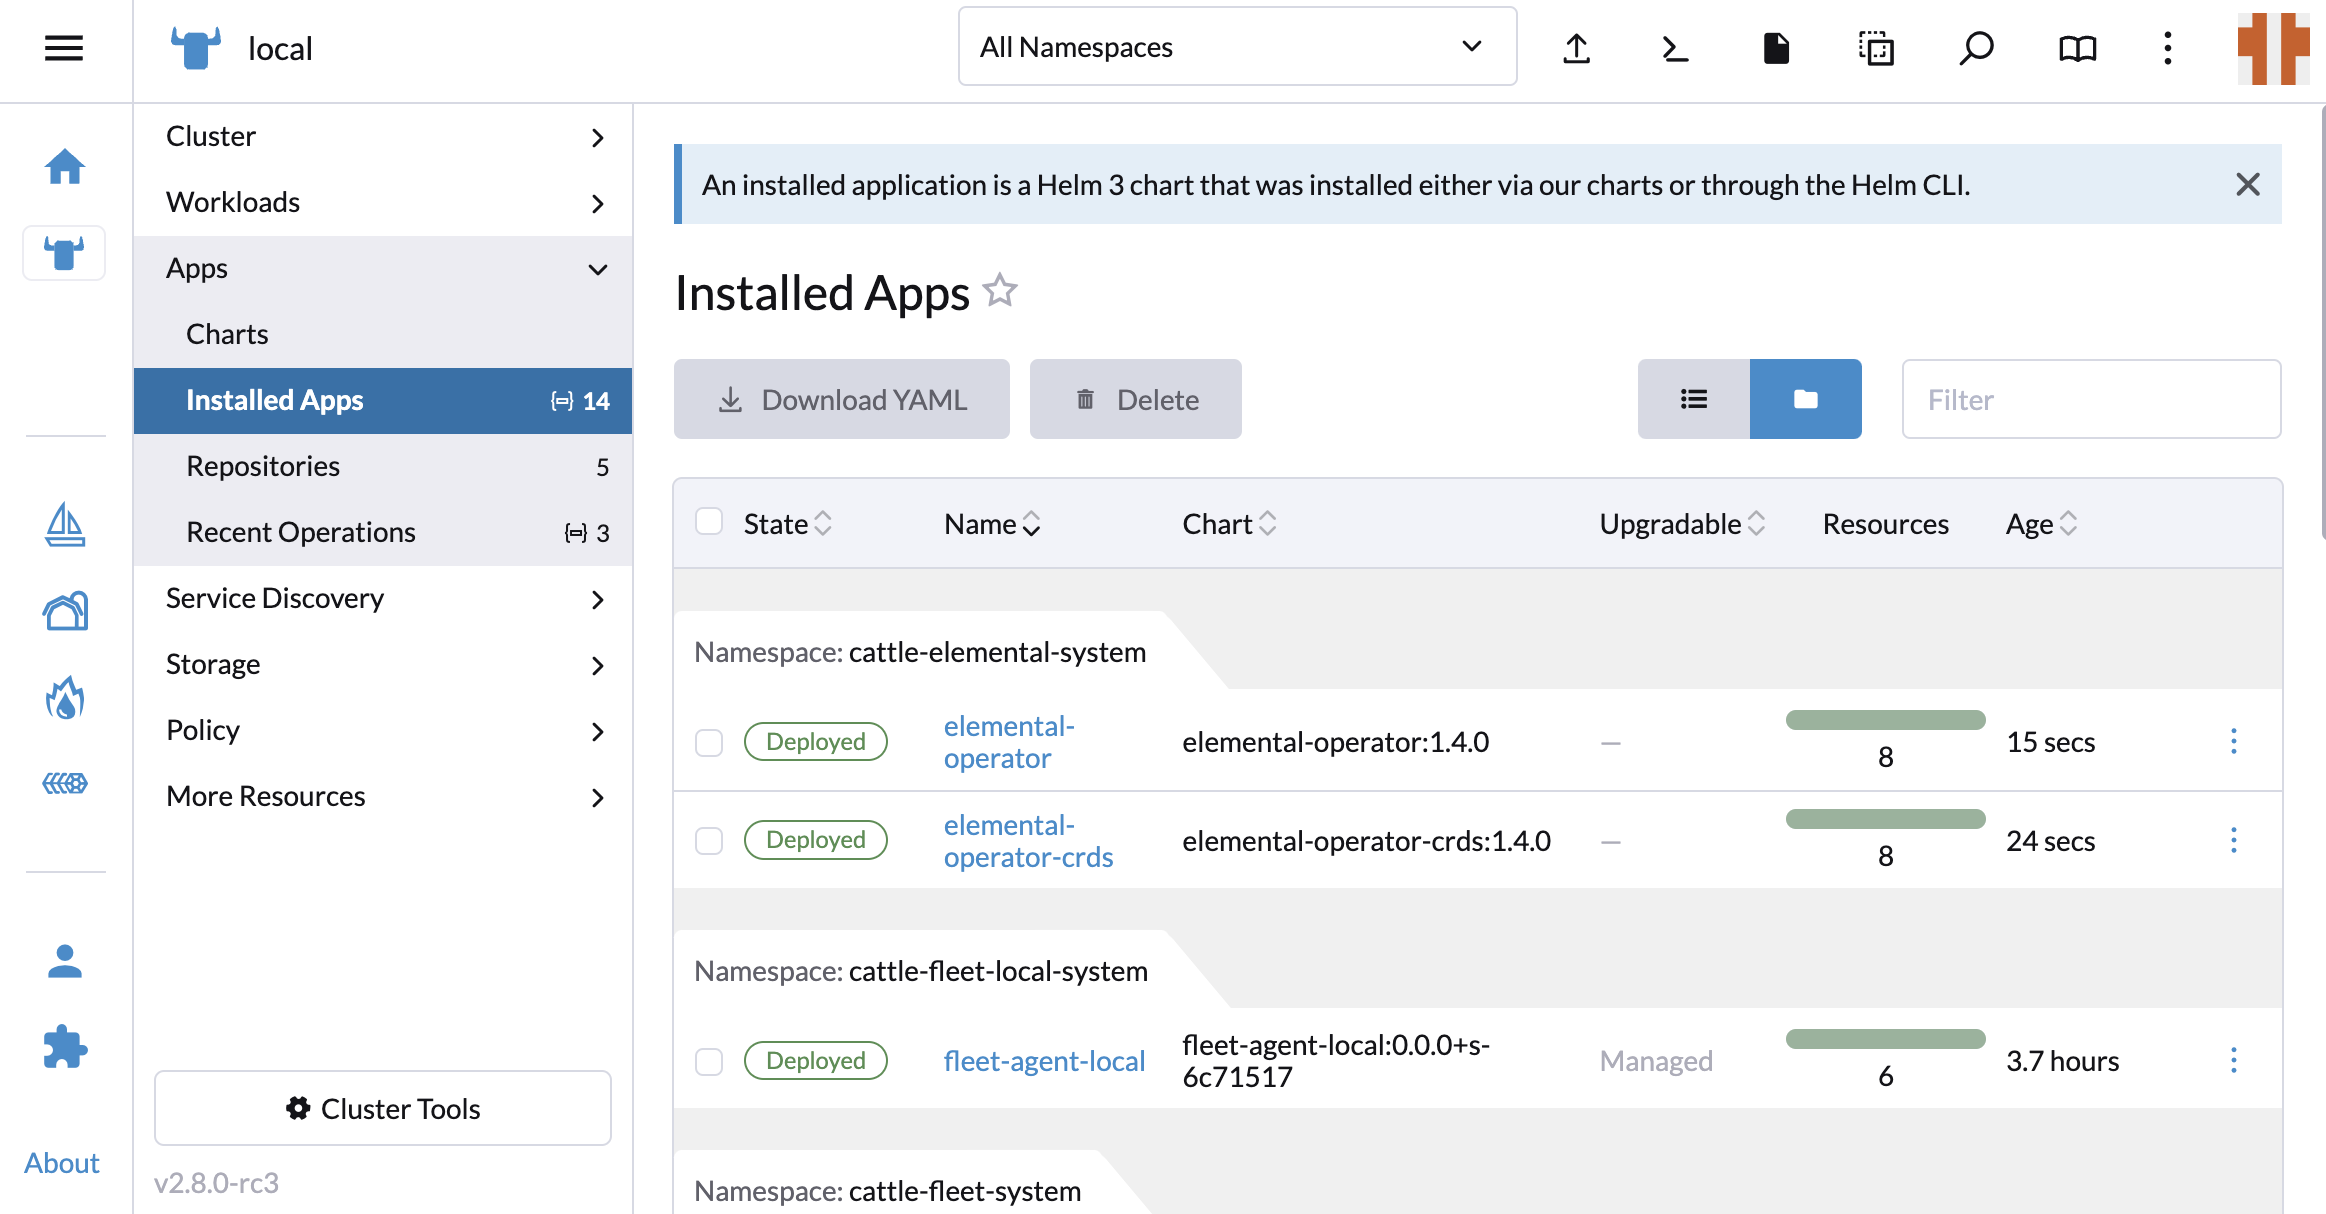 local
All Namespaces
Cluster
Workloads
Apps
Charts
Installed Apps 14
Repositories 5
Recent Operations 3
Service Discovery
Storage
Policy
More Resources
Cluster Tools
v2.8.0-rc3
About
An installed application is a Helm 3 chart that was installed either via our charts or through the Helm CLI.
Installed Apps
Download YAML Delete Filter
State Name Chart Upgradable Resources Age
Namespace: cattle-elemental-system
Deployed elemental-operator elemental-operator:1.4.0 — 8 15 secs
Deployed elemental-operator-crds elemental-operator-crds:1.4.0 — 8 24 secs
Namespace: cattle-fleet-local-system
Deployed fleet-agent-local fleet-agent-local:0.0.0+s-6c71517 Managed 6 3.7 hours
Namespace: cattle-fleet-system